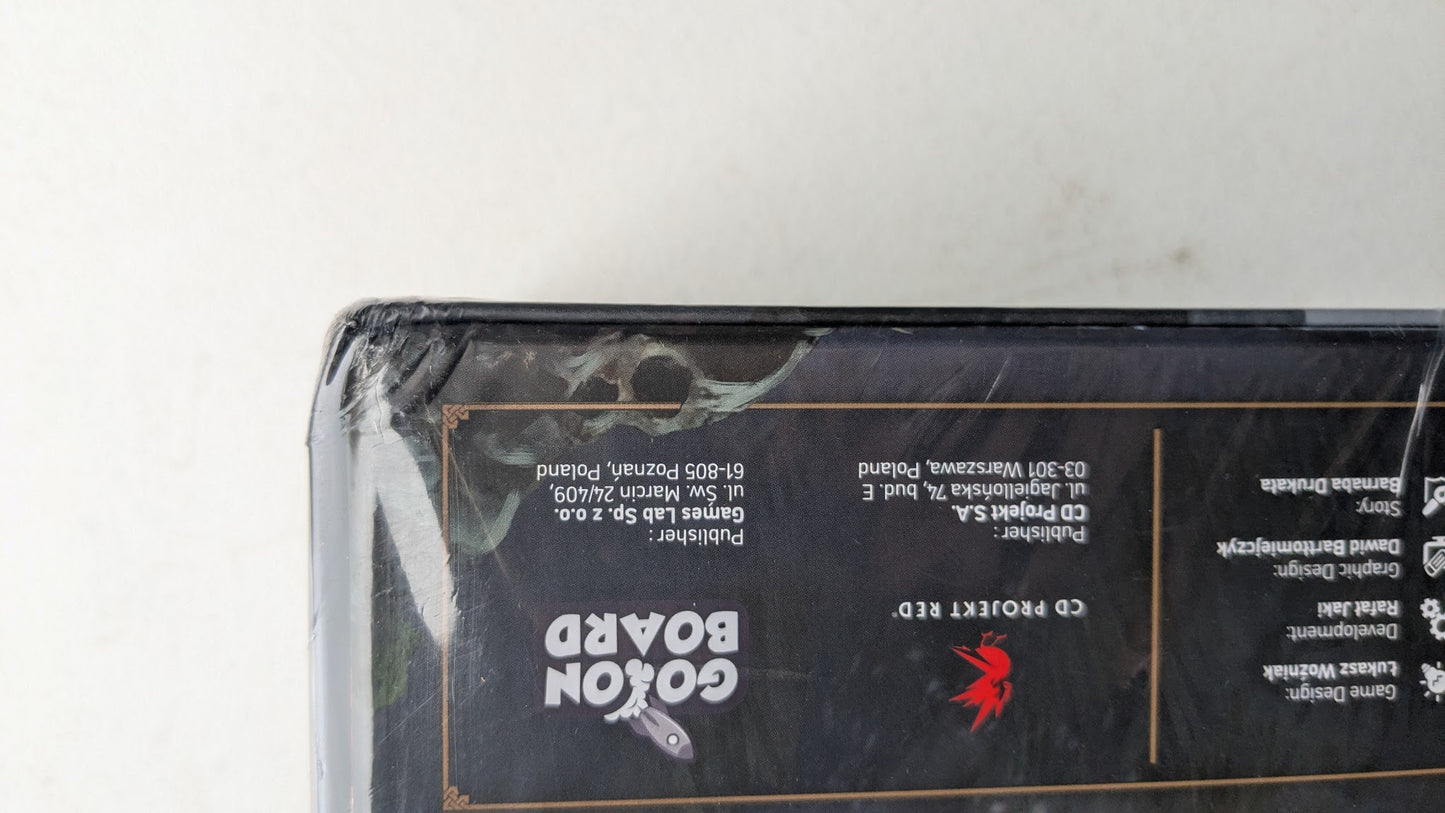 Game Design:
Łukasz Woźniak
Development:
Rafał Jaki
Graphic Design:
Dawid Bartłomiejczyk
Story:
Barnaba Drukała
CD PROJEKT RED®
Publisher:
CD Projekt S.A.
ul. Jagiellońska 74, bud. E
03-301 Warszawa, Poland
GO ON
BOARD
Publisher:
Games Lab Sp. z o.o.
ul. Św. Marcin 24/409,
61-805 Poznań, Poland